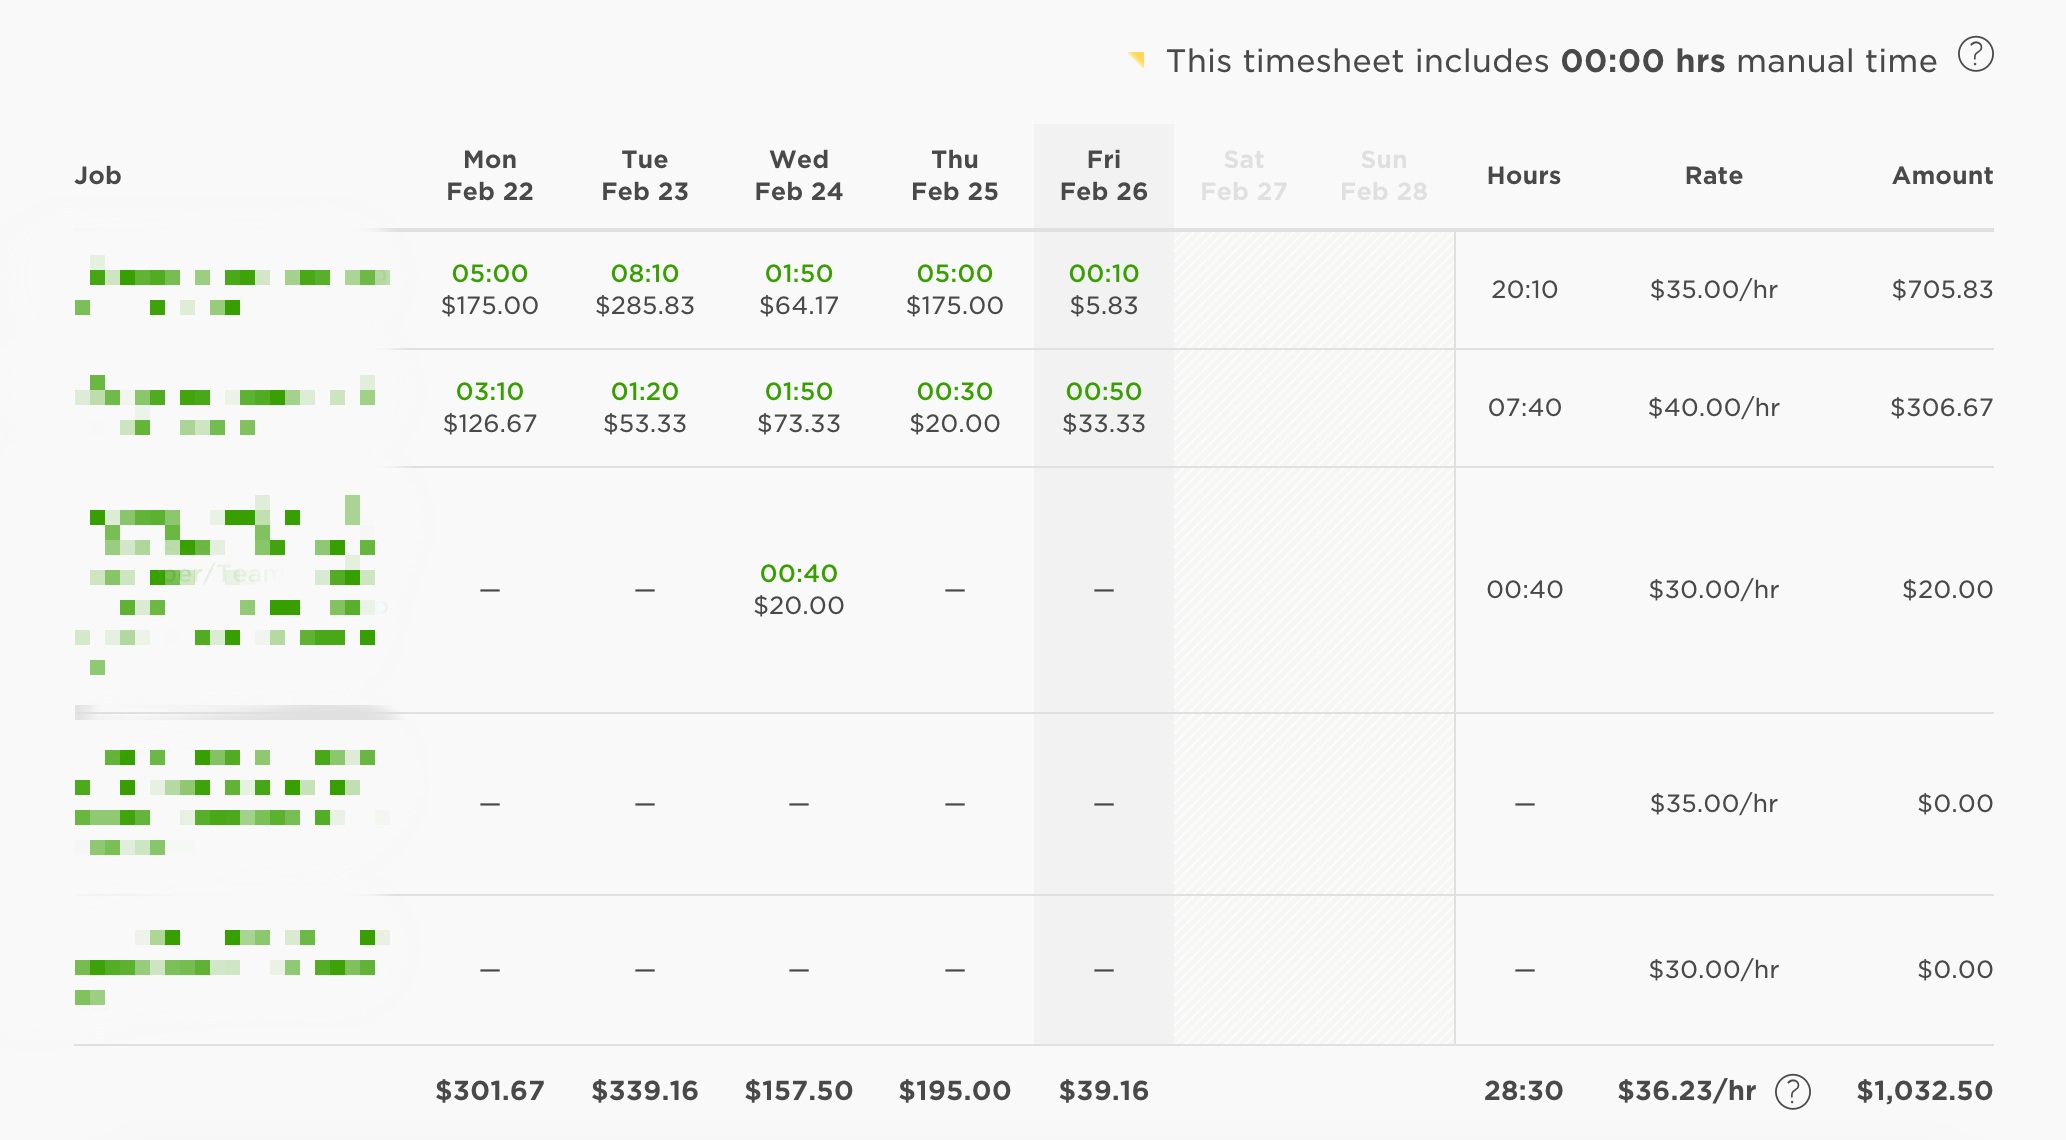 This timesheet includes 00:00 hrs manual time ?
Job Mon Feb 22 Tue Feb 23 Wed Feb 24 Thu Feb 25 Fri Feb 26 Sat Feb 27 Sun Feb 28 Hours Rate Amount
05:00 08:10 01:50 05:00 00:10
$175.00 $285.83 $64.17 $175.00 $5.83 20:10 $35.00/hr $705.83
03:10 01:20 01:50 00:30 00:50
$126.67 $53.33 $73.33 $20.00 $33.33 07:40 $40.00/hr $306.67
— — 00:40 $20.00 — — 00:40 $30.00/hr $20.00
— — — — — — $35.00/hr $0.00
— — — — — — $30.00/hr $0.00
$301.67 $339.16 $157.50 $195.00 $39.16 28:30 $36.23/hr ? $1,032.50